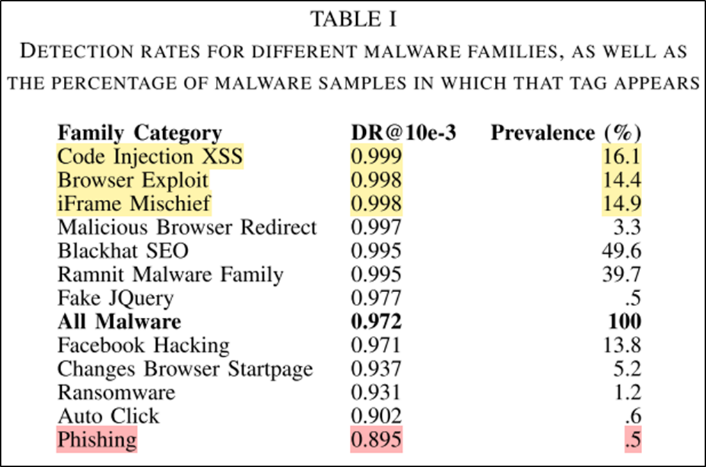 TABLE I
DETECTION RATES FOR DIFFERENT MALWARE FAMILIES, AS WELL AS
THE PERCENTAGE OF MALWARE SAMPLES IN WHICH THAT TAG APPEARS
Family Category DR@10e-3 Prevalence (%)
Code Injection XSS 0.999 16.1
Browser Exploit 0.998 14.4
iFrame Mischief 0.998 14.9
Malicious Browser Redirect 0.997 3.3
Blackhat SEO 0.995 49.6
Ramnit Malware Family 0.995 39.7
Fake JQuery 0.977 .5
All Malware 0.972 100
Facebook Hacking 0.971 13.8
Changes Browser Startpage 0.937 5.2
Ransomware 0.931 1.2
Auto Click 0.902 .6
Phishing 0.895 .5